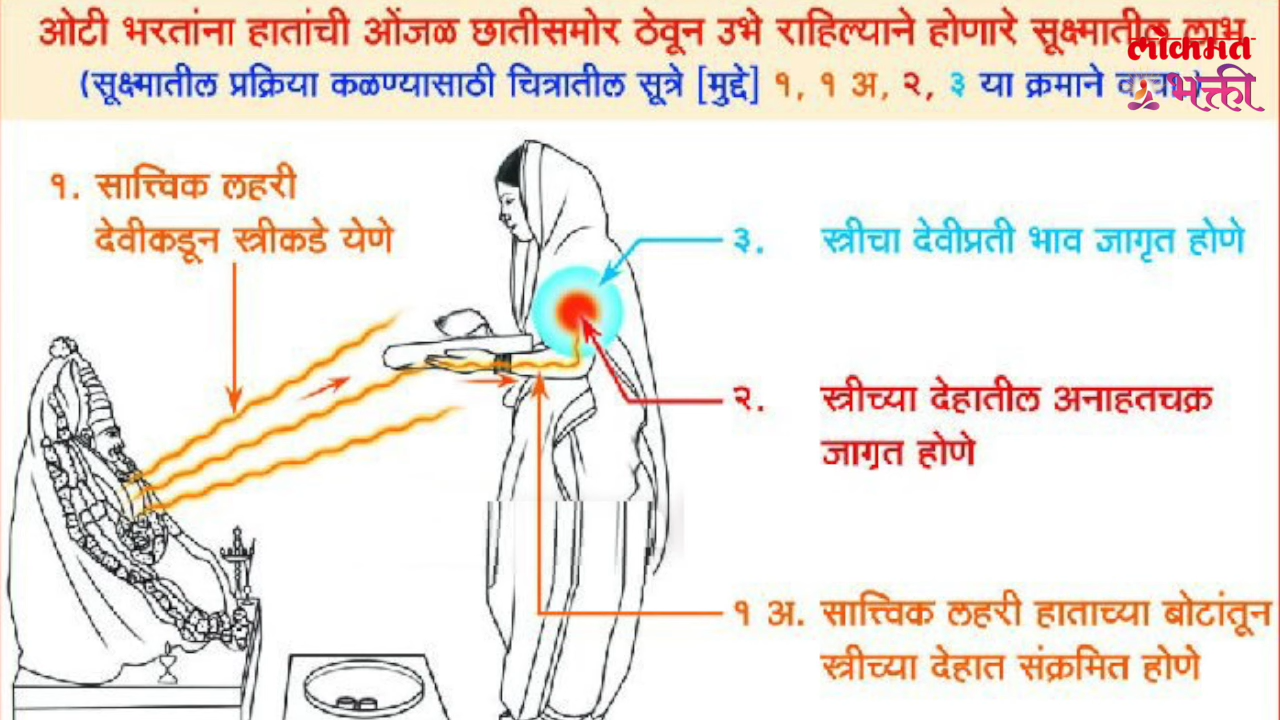 ओटी भरतांना हातांची ओंजळ छातीसमोर ठेवून उभे राहिल्याने होणारे सूक्ष्मातील लाभ
(सूक्ष्मातील प्रक्रिया कळण्यासाठी चित्रातील सूत्रे [मुद्दे] १, १ अ, २, ३ या क्रमाने
लोकमत
भक्ती
१. सात्त्विक लहरी
देवीकडून स्त्रीकडे येणे
३. स्त्रीचा देवीप्रती भाव जागृत होणे
२. स्त्रीच्या देहातील अनाहतचक्र
जागृत होणे
१ अ. सात्त्विक लहरी हाताच्या बोटांतून
स्त्रीच्या देहात संक्रमित होणे